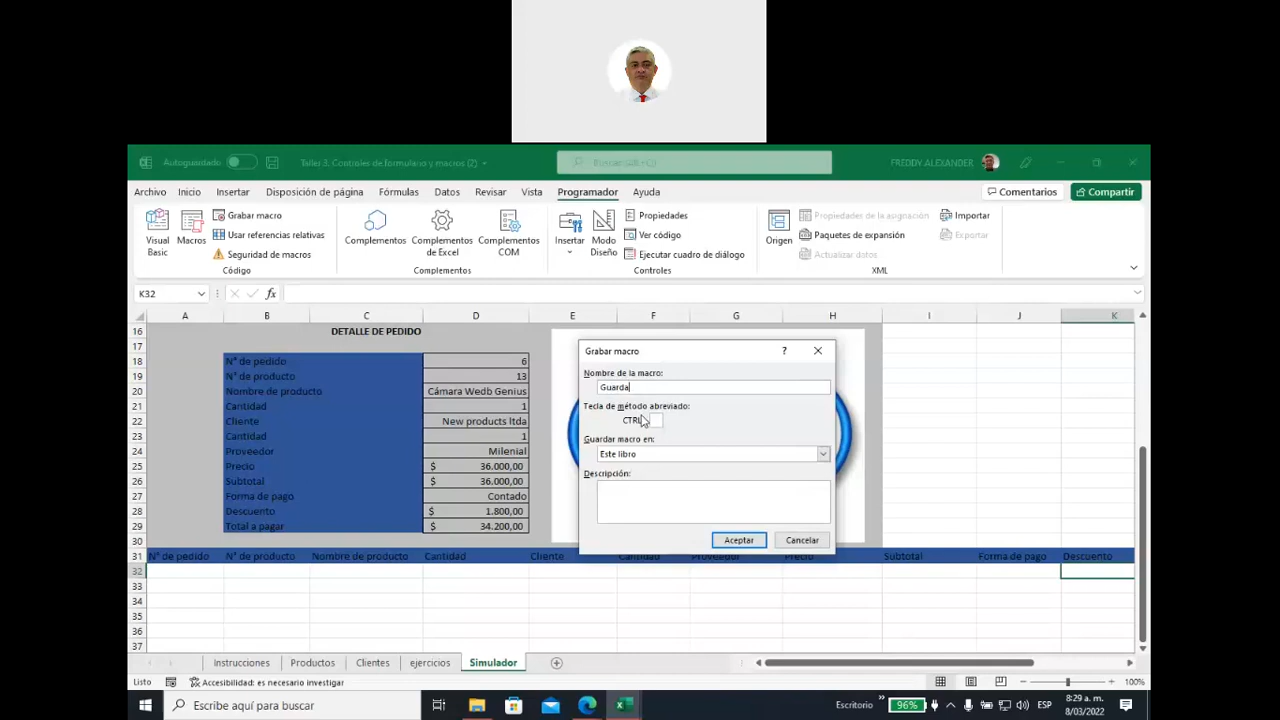 Autoguardado
Taller 3. Controles de formulario y macros (2)
Buscar (Alt+Q)
FREDDY ALEXANDER
Archivo Inicio Insertar Disposición de página Fórmulas Datos Revisar Vista Programador Ayuda
Comentarios
Compartir
Visual Basic
Macros
Grabar macro
Usar referencias relativas
Seguridad de macros
Código
Complementos
Complementos de Excel
Complementos COM
Complementos
Insertar
Modo Diseño
Propiedades
Ver código
Ejecutar cuadro de diálogo
Controles
Origen
Propiedades de la asignación
Paquetes de expansión
Actualizar datos
Importar
Exportar
XML
K32
fx
A B C D E F G H I J K
16 DETALLE DE PEDIDO
17
18 N° de pedido 6
19 N° de producto 13
20 Nombre de producto Cámara Wedb Genius
21 Cantidad 1
22 Cliente New products ltda
23 Cantidad 1
24 Proveedor Milenial
25 Precio $ 36.000,00
26 Subtotal $ 36.000,00
27 Forma de pago Contado
28 Descuento $ 1.800,00
29 Total a pagar $ 34.200,00
30
31 N° de pedido N° de producto Nombre de producto Cantidad Cliente Cantidad Proveedor Precio Subtotal Forma de pago Descuento
32
33
34
35
36
37
Grabar macro
?
Nombre de la macro:
Guarda
Tecla de método abreviado:
CTRL
Guardar macro en:
Este libro
Descripción:
Aceptar
Cancelar
Instrucciones Productos Clientes ejercicios Simulador
Listo
Accesibilidad: es necesario investigar
100%
Escribe aquí para buscar
Escritorio
96%
ESP
8:29 a. m.
8/03/2022